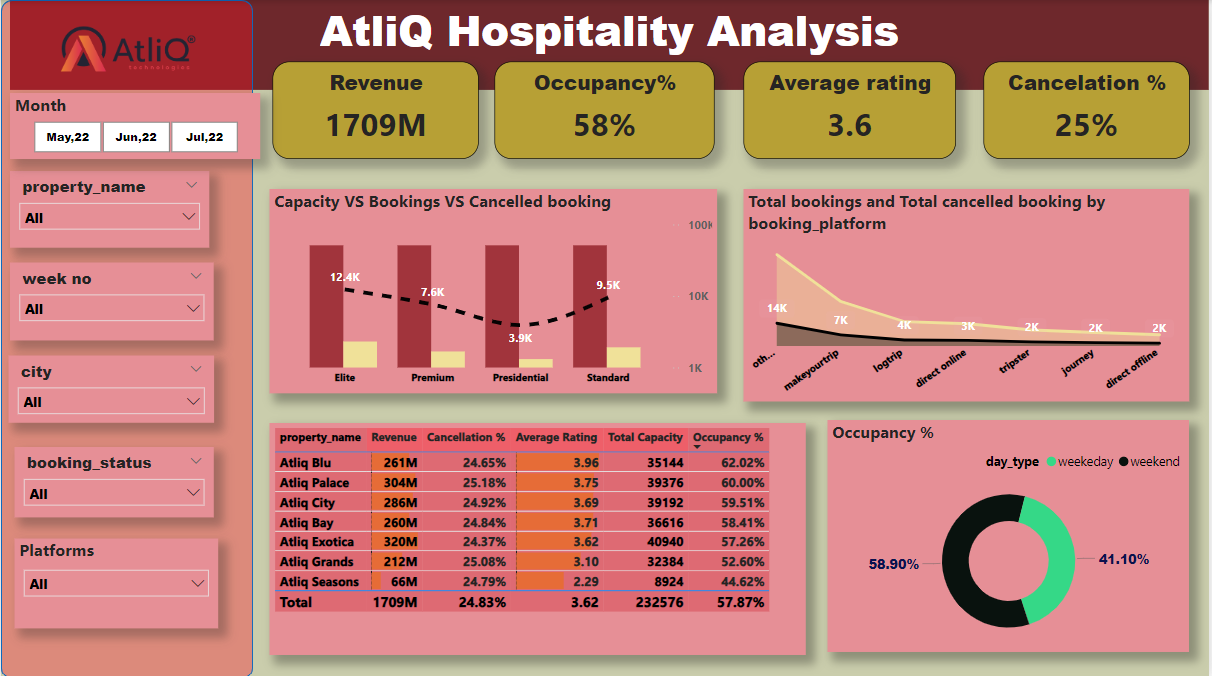 AtliQ Hospitality Analysis
AtliQ®
technologies
Revenue
1709M
Occupancy%
58%
Average rating
3.6
Cancelation %
25%
Month
May,22 Jun,22 Jul,22
property_name
All
week no
All
city
All
booking_status
All
Platforms
All
Capacity VS Bookings VS Cancelled booking
100K
10K
1K
12.4K
7.6K
3.9K
9.5K
Elite Premium Presidential Standard
Total bookings and Total cancelled booking by
booking_platform
14K 7K 4K 3K 2K 2K 2K
oth... makeyourtrip logtrip direct online tripster journey direct offline
property_name Revenue Cancellation % Average Rating Total Capacity Occupancy %
Atliq Blu 261M 24.65% 3.96 35144 62.02%
Atliq Palace 304M 25.18% 3.75 39376 60.00%
Atliq City 286M 24.92% 3.69 39192 59.51%
Atliq Bay 260M 24.84% 3.71 36616 58.41%
Atliq Exotica 320M 24.37% 3.62 40940 57.26%
Atliq Grands 212M 25.08% 3.10 32384 52.60%
Atliq Seasons 66M 24.79% 2.29 8924 44.62%
Total 1709M 24.83% 3.62 232576 57.87%
Occupancy %
day_type weekeday weekend
58.90%
41.10%